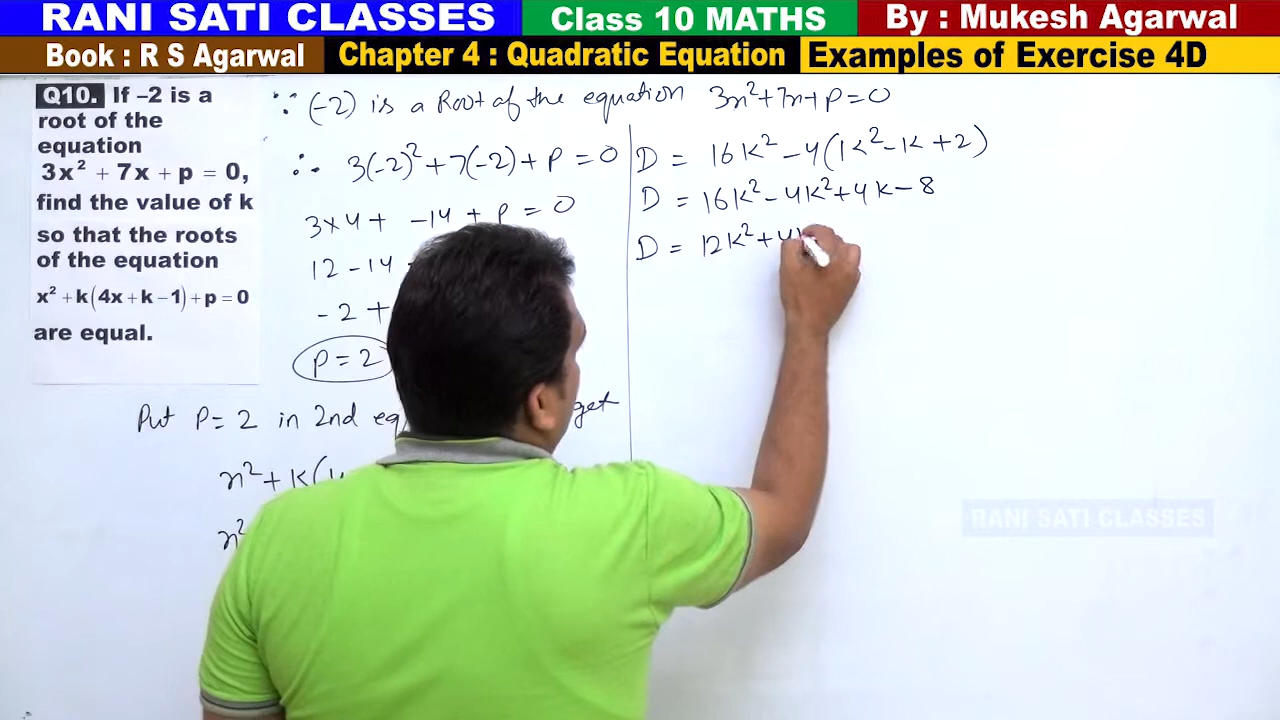 RANI SATI CLASSES Class 10 MATHS By : Mukesh Agarwal
Book : R S Agarwal Chapter 4 : Quadratic Equation Examples of Exercise 4D
Q10. If –2 is a
root of the
equation
3x² + 7x + p = 0,
find the value of k
so that the roots
of the equation
x² + k(4x + k – 1) + p = 0
are equal.
∵ (-2) is a Root of the equation 3x²+7x+p=0
∴ 3(-2)²+7(-2)+p=0
3×4+ -14+p=0
12-14
-2+
p=2
Put P=2 in 2nd eq get
x²+k(
x²
D = 16k²-4(1k²-k+2)
D = 16k²-4k²+4k-8
D = 12k²+4k
RANI SATI CLASSES